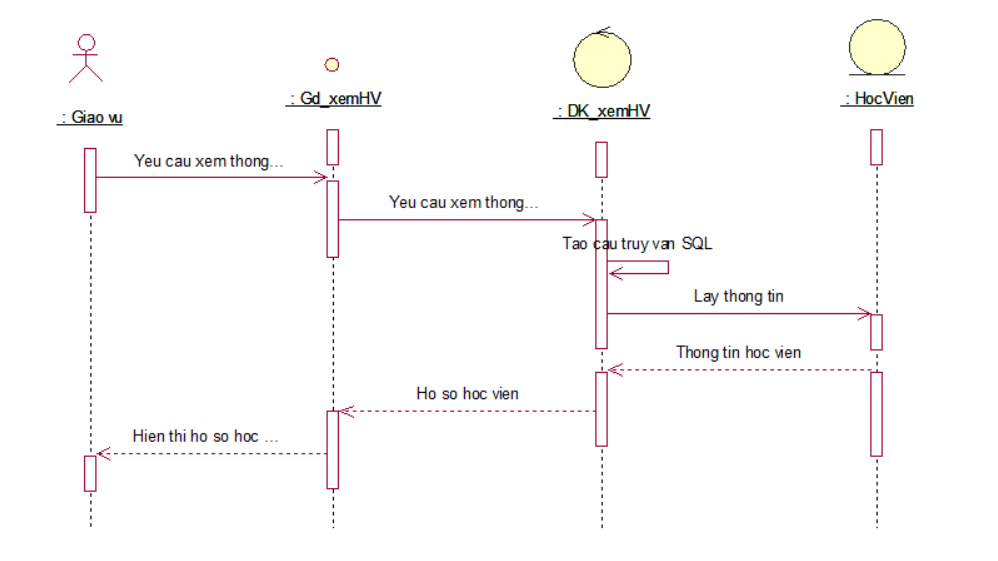 : Giao vu
: Gd_xemHV
: DK_xemHV
: HocVien
Yeu cau xem thong...
Yeu cau xem thong...
Tao cau truy van SQL
Lay thong tin
Thong tin hoc vien
Ho so hoc vien
Hien thi ho so hoc ...